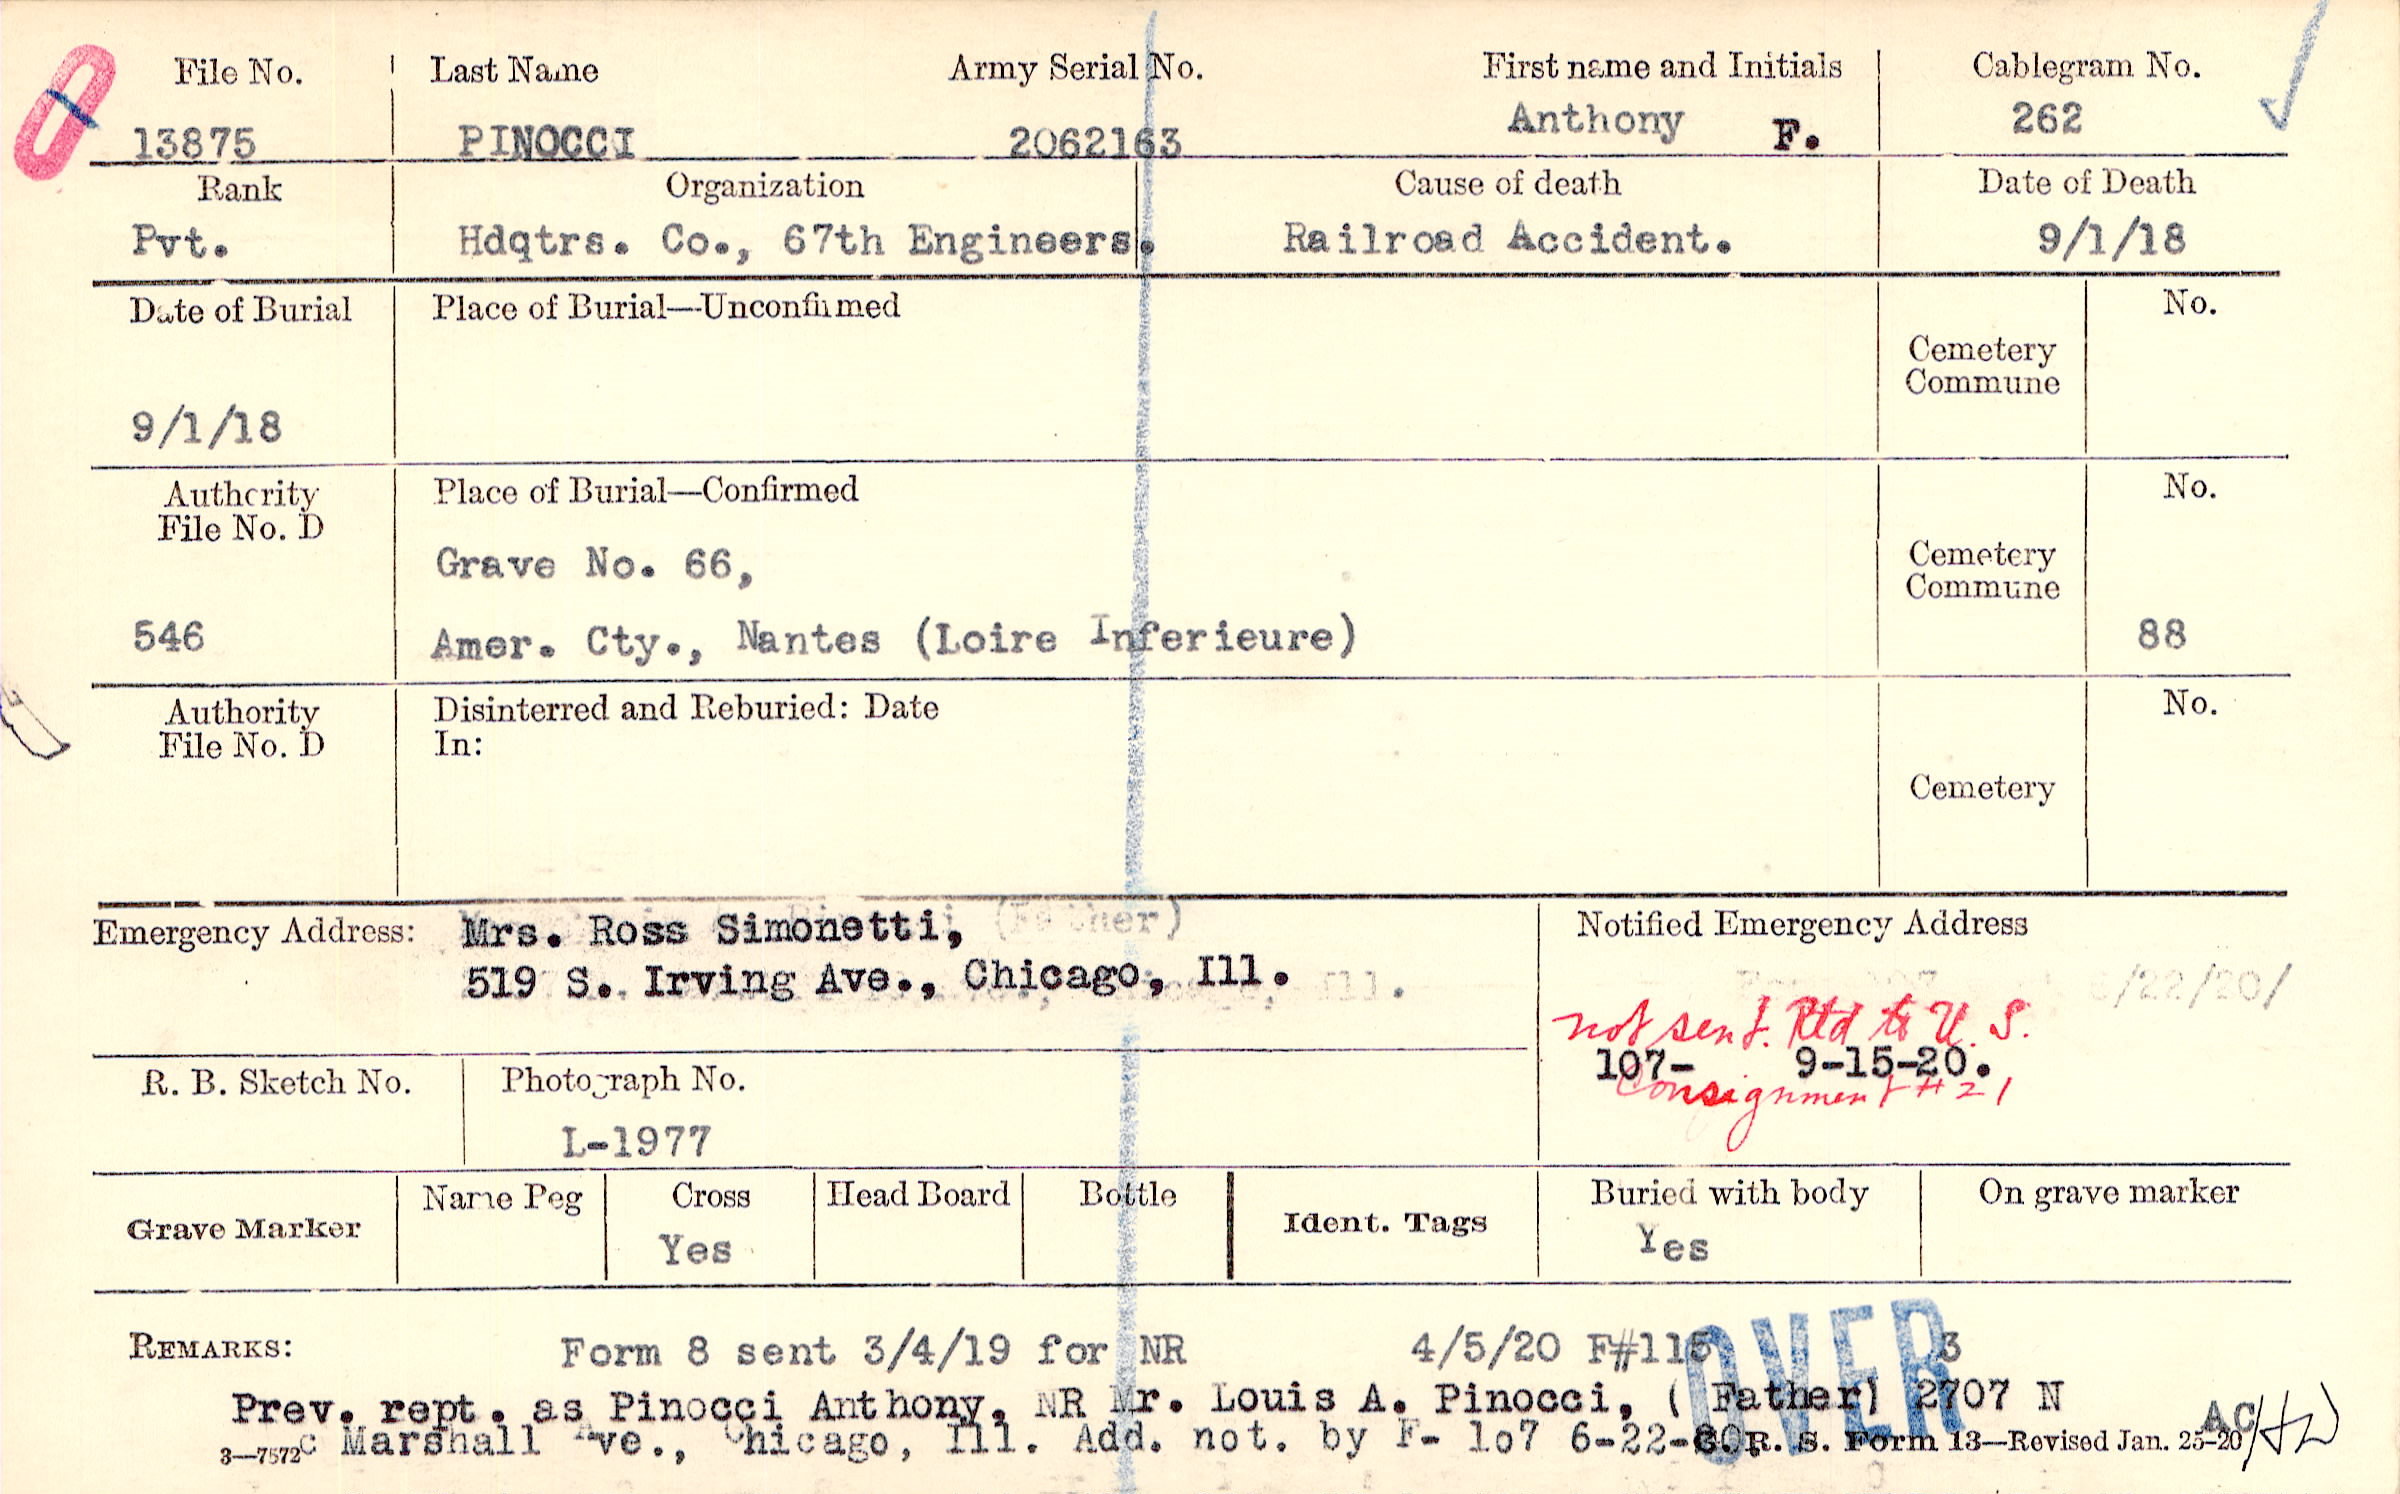 File No. Last Name Army Serial No. First name and Initials Cablegram No.
13875 PINOCCI 2062163 Anthony F. 262
Rank Organization Cause of death Date of Death
Pvt. Hdqtrs. Co., 67th Engineers. Railroad Accident. 9/1/18
Date of Burial Place of Burial—Unconfirmed No.
Cemetery
Commune
9/1/18
Authority Place of Burial—Confirmed No.
File No. D
Grave No. 66, Cemetery
Commune
546 Amer. Cty., Nantes (Loire Inferieure) 88
Authority Disinterred and Reburied: Date No.
File No. D In:
Cemetery
Emergency Address: Mrs. Ross Simonetti, (Father) Notified Emergency Address
519 S. Irving Ave., Chicago, Ill. Ill. /22/20/
not sent. Rtd to U. S.
107- 9-15-20.
Consignment # 21
R. B. Sketch No. Photograph No.
L-1977
Grave Marker Name Peg Cross Head Board Bottle Ident. Tags Buried with body On grave marker
Yes Yes
REMARKS: Form 8 sent 3/4/19 for NR 4/5/20 F#115 3
OVER
Prev. rept. as Pinocci Anthony, NR Mr. Louis A. Pinocci, ( Father) 2707 N
C Marshall Ave., Chicago, Ill. Add. not. by F- 1o7 6-22-20. AC/HW
3—7572 G. R. S. Form 13—Revised Jan. 25-20